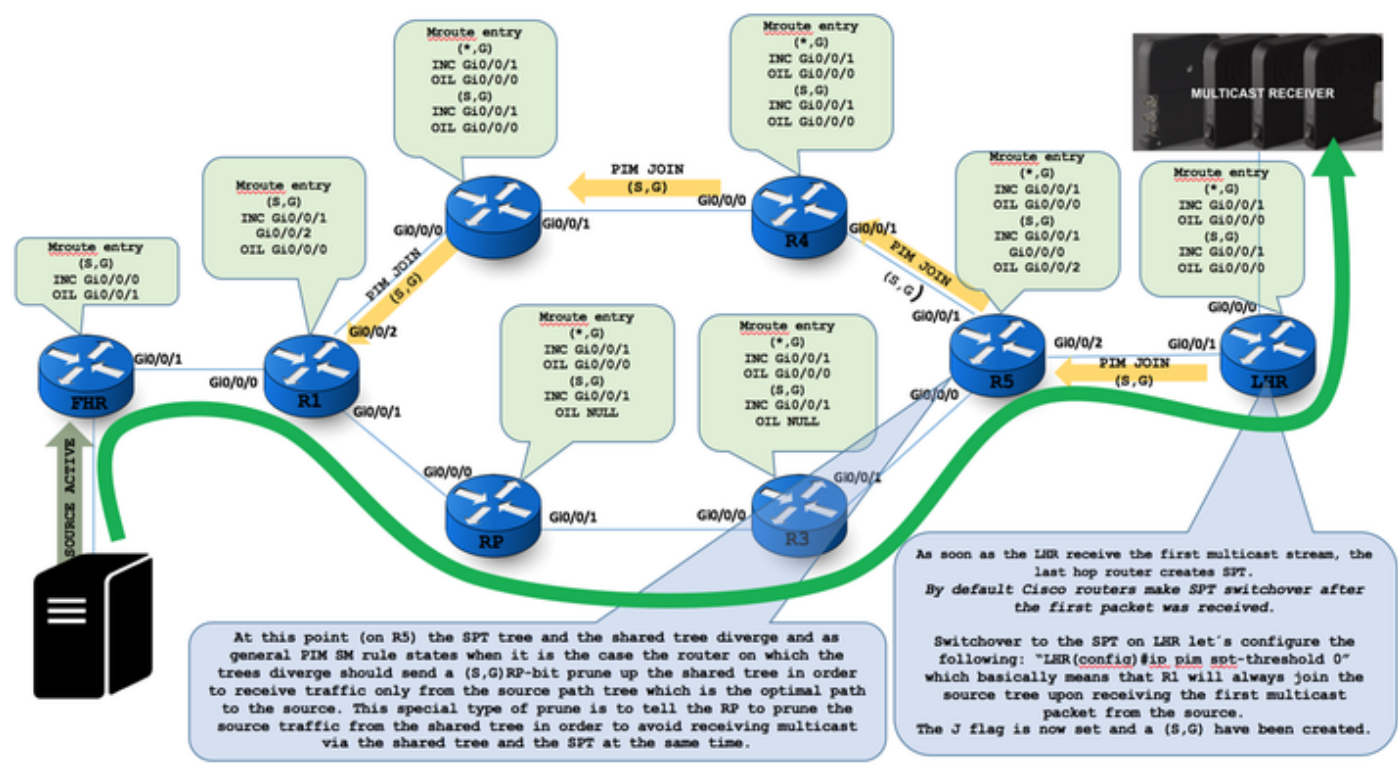 Mroute entry
(*,G)
INC Gi0/0/1
OIL Gi0/0/0
(S,G)
INC Gi0/0/1
OIL Gi0/0/0
Mroute entry
(*,G)
INC Gi0/0/1
OIL Gi0/0/0
(S,G)
INC Gi0/0/1
OIL Gi0/0/0
MULTICAST RECEIVER
Mroute entry
(S,G)
INC Gi0/0/1
Gi0/0/2
OIL Gi0/0/0
PIM JOIN
(S,G)
Mroute entry
(*,G)
INC Gi0/0/1
OIL Gi0/0/0
(S,G)
INC Gi0/0/1
Gi0/0/0
OIL Gi0/0/2
Mroute entry
(*,G)
INC Gi0/0/1
OIL Gi0/0/0
(S,G)
INC Gi0/0/1
OIL Gi0/0/0
Mroute entry
(S,G)
INC Gi0/0/0
OIL Gi0/0/1
Gi0/0/0
Gi0/0/1
Gi0/0/0
R4
Gi0/0/1
PIM JOIN
(S,G)
PIM JOIN
(S,G)
Gi0/0/2
Gi0/0/1
Gi0/0/0
Mroute entry
(*,G)
INC Gi0/0/1
OIL Gi0/0/0
(S,G)
INC Gi0/0/1
OIL NULL
Mroute entry
(*,G)
INC Gi0/0/1
OIL Gi0/0/0
(S,G)
INC Gi0/0/1
OIL NULL
FHR
Gi0/0/1
Gi0/0/0
R1
Gi0/0/1
R5
Gi0/0/2
Gi0/0/1
PIM JOIN
(S,G)
LHR
Gi0/0/0
SOURCE ACTIVE
Gi0/0/0
RP
Gi0/0/1
Gi0/0/0
R3
Gi0/0/1
At this point (on R5) the SPT tree and the shared tree diverge and as
general PIM SM rule states when it is the case the router on which the
trees diverge should send a (S,G)RP-bit prune up the shared tree in order
to receive traffic only from the source path tree which is the optimal path
to the source. This special type of prune is to tell the RP to prune the
source traffic from the shared tree in order to avoid receiving multicast
via the shared tree and the SPT at the same time.
As soon as the LHR receive the first multicast stream, the
last hop router creates SPT.
By default Cisco routers make SPT switchover after
the first packet was received.
Switchover to the SPT on LHR let´s configure the
following: “LHR(config)#ip pim spt-threshold 0”
which basically means that R1 will always join the
source tree upon receiving the first multicast
packet from the source.
The J flag is now set and a (S,G) have been created.